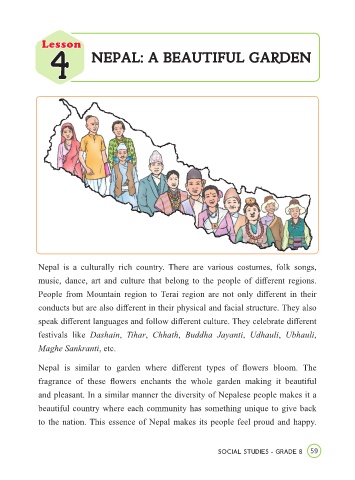 Lesson
4
NEPAL: A BEAUTIFUL GARDEN
Nepal is a culturally rich country. There are various costumes, folk songs,
music, dance, art and culture that belong to the people of different regions.
People from Mountain region to Terai region are not only different in their
conducts but are also different in their physical and facial structure. They also
speak different languages and follow different culture. They celebrate different
festivals like Dashain, Tihar, Chhath, Buddha Jayanti, Udhauli, Ubhauli,
Maghe Sankranti, etc.
Nepal is similar to garden where different types of flowers bloom. The
fragrance of these flowers enchants the whole garden making it beautiful
and pleasant. In a similar manner the diversity of Nepalese people makes it a
beautiful country where each community has something unique to give back
to the nation. This essence of Nepal makes its people feel proud and happy.
SOCIAL STUDIES - GRADE 8 59